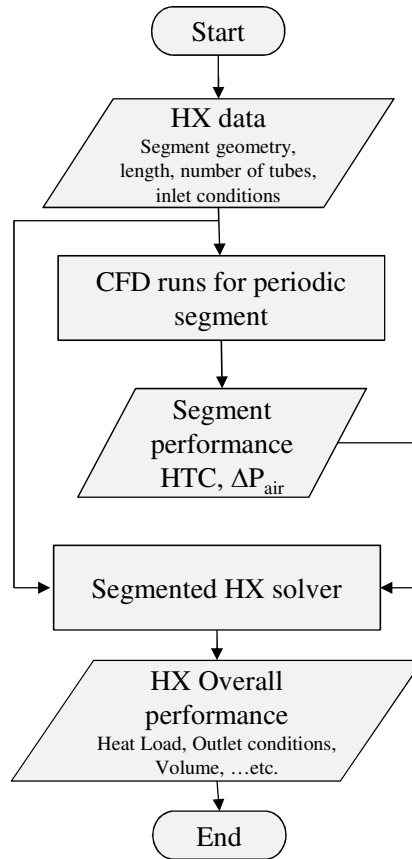 Start
HX data
Segment geometry,
length, number of tubes,
inlet conditions
CFD runs for periodic
segment
Segment
performance
HTC, ΔPair
Segmented HX solver
HX Overall
performance
Heat Load, Outlet conditions,
Volume, …etc.
End